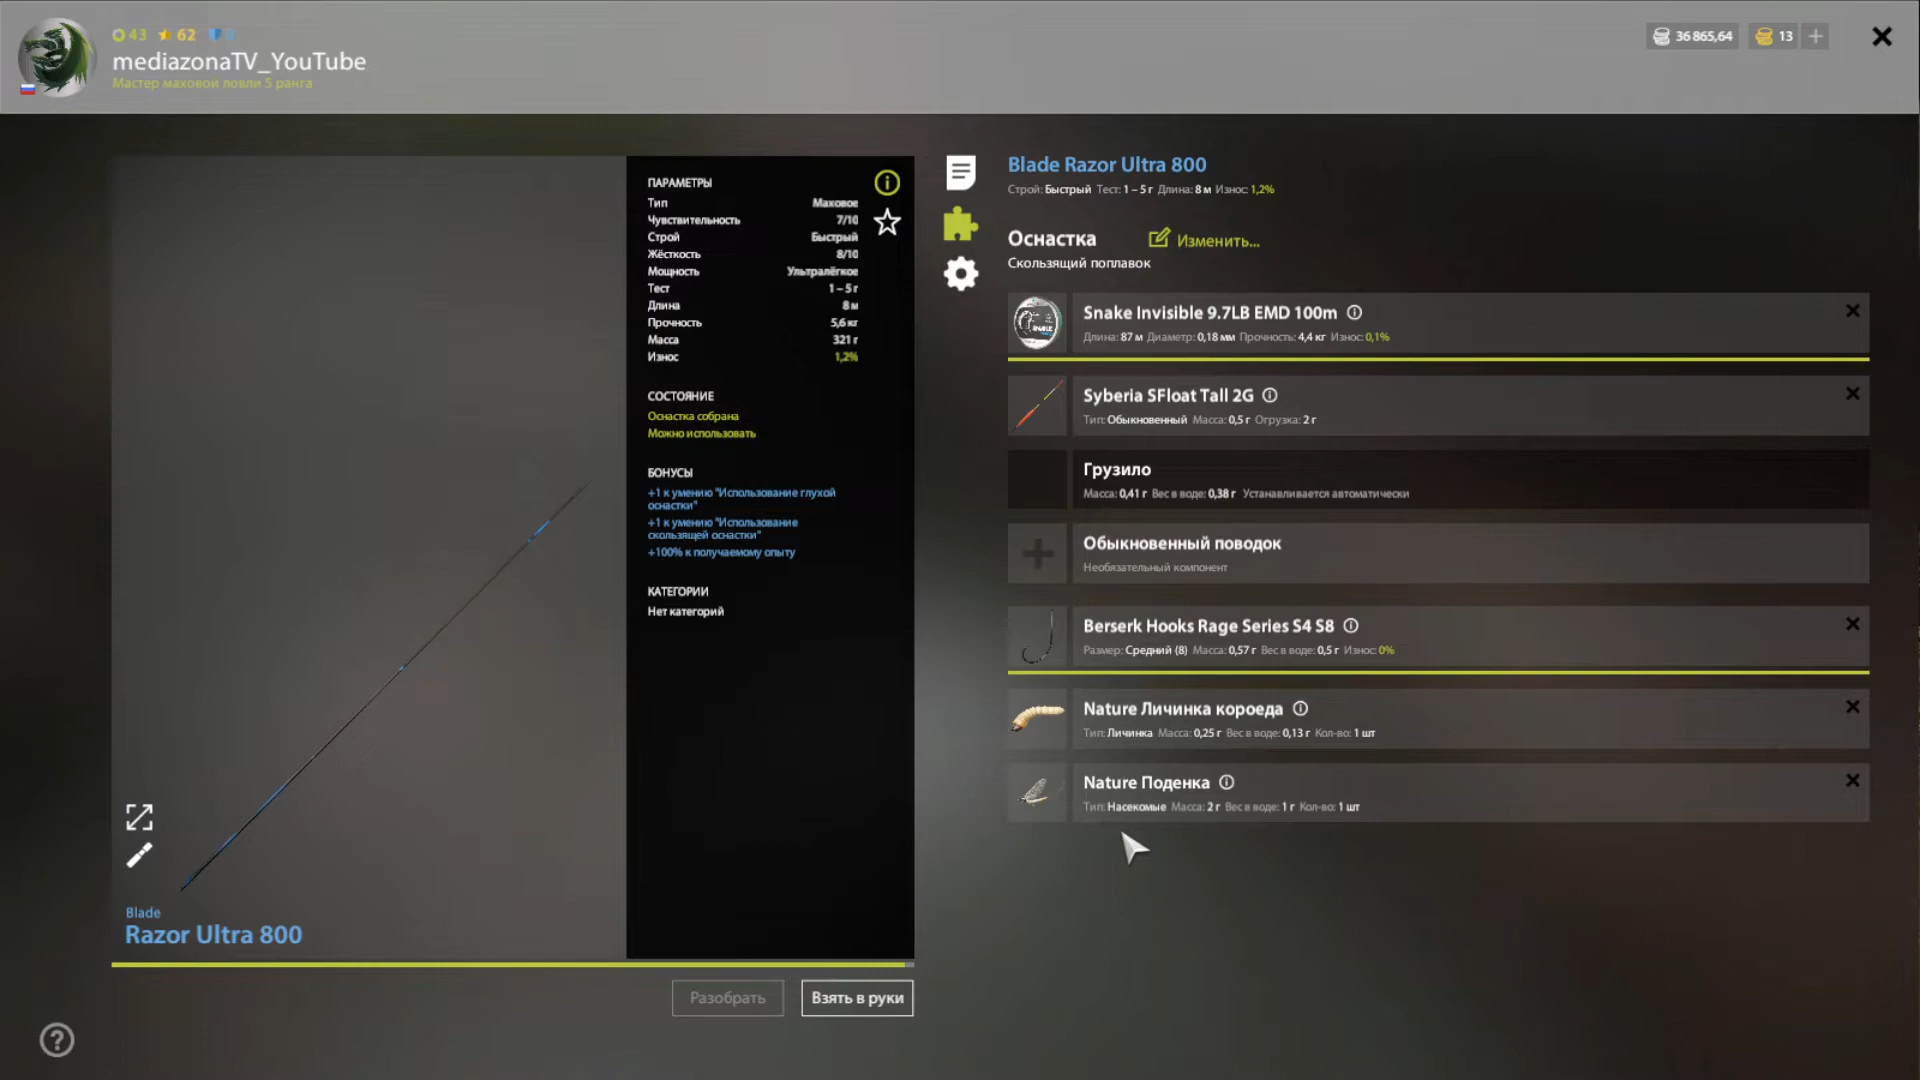 43 62 0
mediazonaTV_YouTube
Мастер маховой ловли 5 ранга
36 865,64 13
ПАРАМЕТРЫ
Тип Маховое
Чувствительность 7/10
Строй Быстрый
Жёсткость 8/10
Мощность Ультралёгкое
Тест 1 – 5 г
Длина 8 м
Прочность 5,6 кг
Масса 321 г
Износ 1,2%
СОСТОЯНИЕ
Оснастка собрана
Можно использовать
БОНУСЫ
+1 к умению "Использование глухой
оснастки"
+1 к умению "Использование
скользящей оснастки"
+100% к получаемому опыту
КАТЕГОРИИ
Нет категорий
Blade
Razor Ultra 800
Разобрать
Взять в руки
Blade Razor Ultra 800
Строй: Быстрый Тест: 1 – 5 г Длина: 8 м Износ: 1,2%
Оснастка Изменить...
Скользящий поплавок
Snake Invisible 9.7LB EMD 100m
Длина: 87 м Диаметр: 0,18 мм Прочность: 4,4 кг Износ: 0,1%
Syberia SFloat Tall 2G
Тип: Обыкновенный Масса: 0,5 г Огрузка: 2 г
Грузило
Масса: 0,41 г Вес в воде: 0,38 г Устанавливается автоматически
Обыкновенный поводок
Необязательный компонент
Berserk Hooks Rage Series S4 S8
Размер: Средний (8) Масса: 0,57 г Вес в воде: 0,5 г Износ: 0%
Nature Личинка короеда
Тип: Личинка Масса: 0,25 г Вес в воде: 0,13 г Кол-во: 1 шт
Nature Поденка
Тип: Насекомые Масса: 2 г Вес в воде: 1 г Кол-во: 1 шт